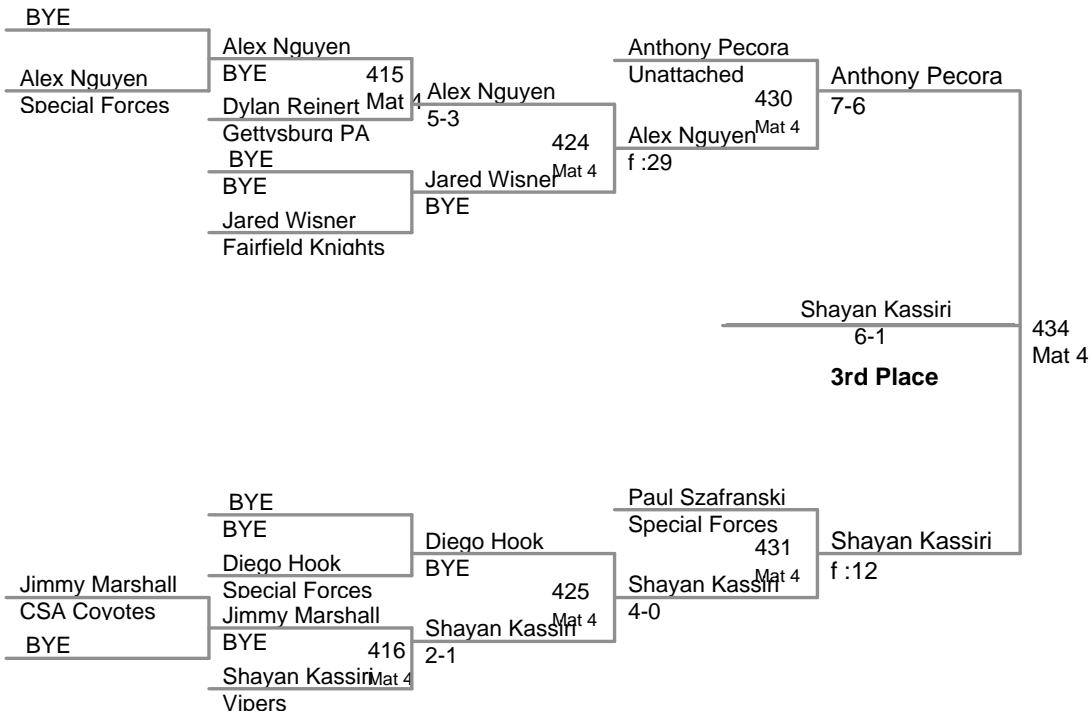 BYE
Alex Nguyen
Special Forces
Alex Nguyen
BYE
415
Mat 4
Dylan Reinert
Gettysburg PA
BYE
BYE
Jared Wisner
Fairfield Knights
Alex Nguyen
5-3
424
Mat 4
Jared Wisner
BYE
Anthony Pecora
Unattached
430
Mat 4
Alex Nguyen
f :29
Anthony Pecora
7-6
Shayan Kassiri
6-1
3rd Place
434
Mat 4
BYE
BYE
Diego Hook
Special Forces
Jimmy Marshall
CSA Coyotes
BYE
Jimmy Marshall
BYE
416
Mat 4
Shayan Kassiri
Vipers
Diego Hook
BYE
425
Mat 4
Shayan Kassiri
2-1
Paul Szafranski
Special Forces
431
Mat 4
Shayan Kassiri
4-0
Shayan Kassiri
f :12